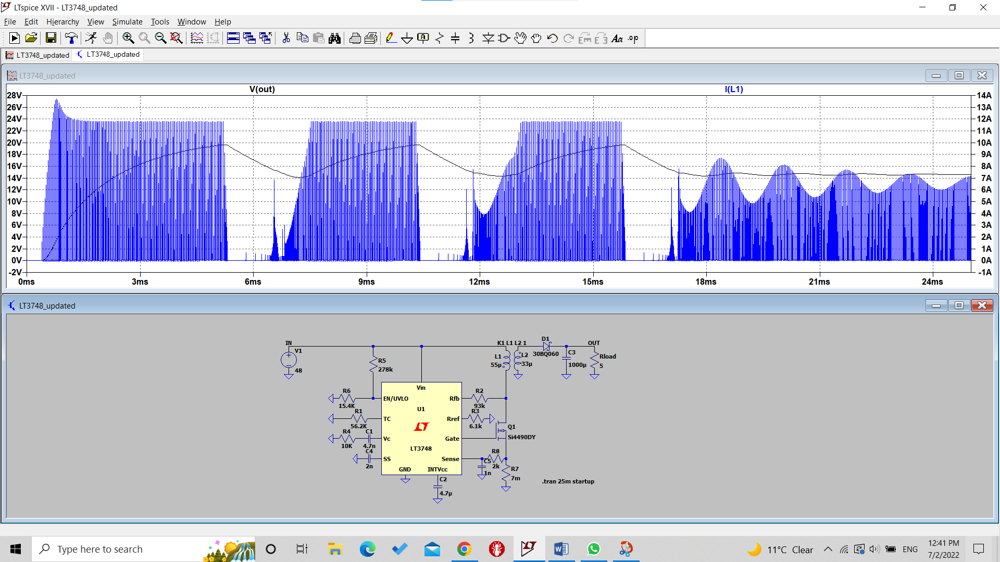 LTspice XVII - LT3748_updated
File Edit Hierarchy View Simulate Tools Window Help
LT3748_updated LT3748_updated
LT3748_updated
V(out) I(L1)
28V 14A
26V 13A
24V 12A
22V 11A
20V 10A
18V 9A
16V 8A
14V 7A
12V 6A
10V 5A
8V 4A
6V 3A
4V 2A
2V 1A
0V 0A
-2V -1A
0ms 3ms 6ms 9ms 12ms 15ms 18ms 21ms 24ms
LT3748_updated
IN
V1
48
R5
278k
K1 L1 L2 1
L1
55µ
L2
33µ
D1
30BQ060
OUT
C3
1000µ
Rload
5
R6
15.4K
R1
56.2K
R4
10K
C1
4.7n
C4
2n
Vin
EN/UVLO
U1
TC
Vc
SS
GND
INTVcc
Rfb
Rref
Gate
Sense
LT
LT3748
R2
93k
R3
6.1k
Q1
Si4490DY
R8
2k
C5
1n
R7
7m
C2
4.7µ
.tran 25m startup
Type here to search
11°C Clear
ENG
12:41 PM
7/2/2022